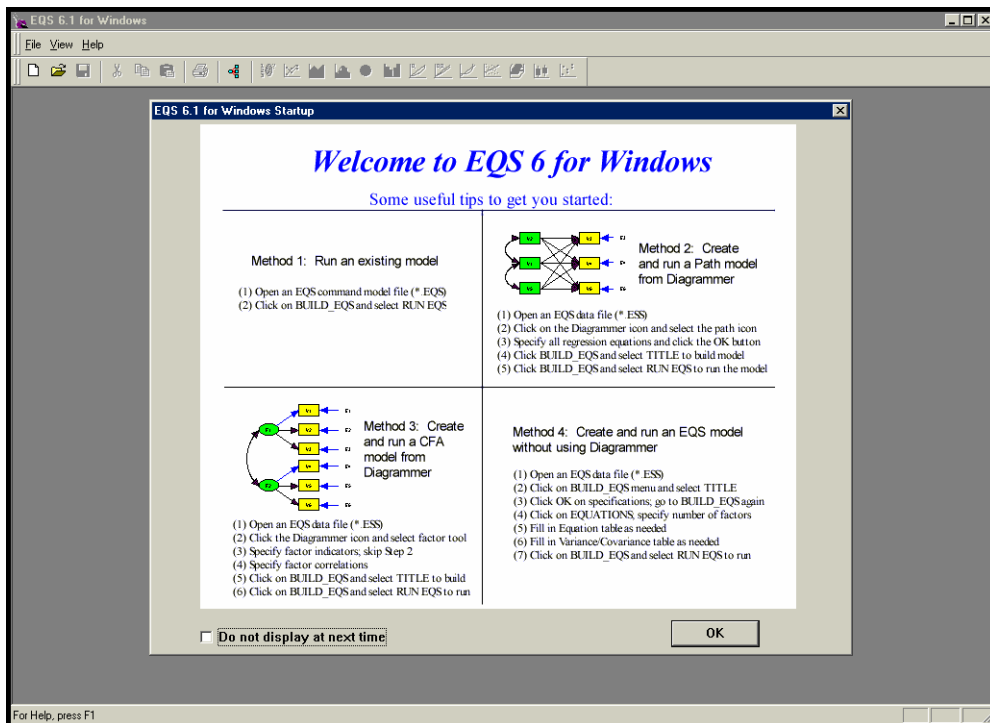 EQS 6.1 for Windows
File View Help
EQS 6.1 for Windows Startup
Welcome to EQS 6 for Windows
Some useful tips to get you started:
Method 1: Run an existing model
(1) Open an EQS command model file (*.EQS)
(2) Click on BUILD_EQS and select RUN EQS
Method 2: Create
and run a Path model
from Diagrammer
(1) Open an EQS data file (*.ESS)
(2) Click on the Diagrammer icon and select the path icon
(3) Specify all regression equations and click the OK button
(4) Click BUILD_EQS and select TITLE to build model
(5) Click BUILD_EQS and select RUN EQS to run the model
Method 3: Create
and run a CFA
model from
Diagrammer
(1) Open an EQS data file (*.ESS)
(2) Click the Diagrammer icon and select factor tool
(3) Specify factor indicators; skip Step 2
(4) Specify factor correlations
(5) Click on BUILD_EQS and select TITLE to build
(6) Click on BUILD_EQS and select RUN EQS to run
Method 4: Create and run an EQS model
without using Diagrammer
(1) Open an EQS data file (*.ESS)
(2) Click on BUILD_EQS menu and select TITLE
(3) Click OK on specifications; go to BUILD_EQS again
(4) Click on EQUATIONS, specify number of factors
(5) Fill in Equation table as needed
(6) Fill in Variance/Covariance table as needed
(7) Click on BUILD_EQS and select RUN EQS to run
Do not display at next time
OK
For Help, press F1